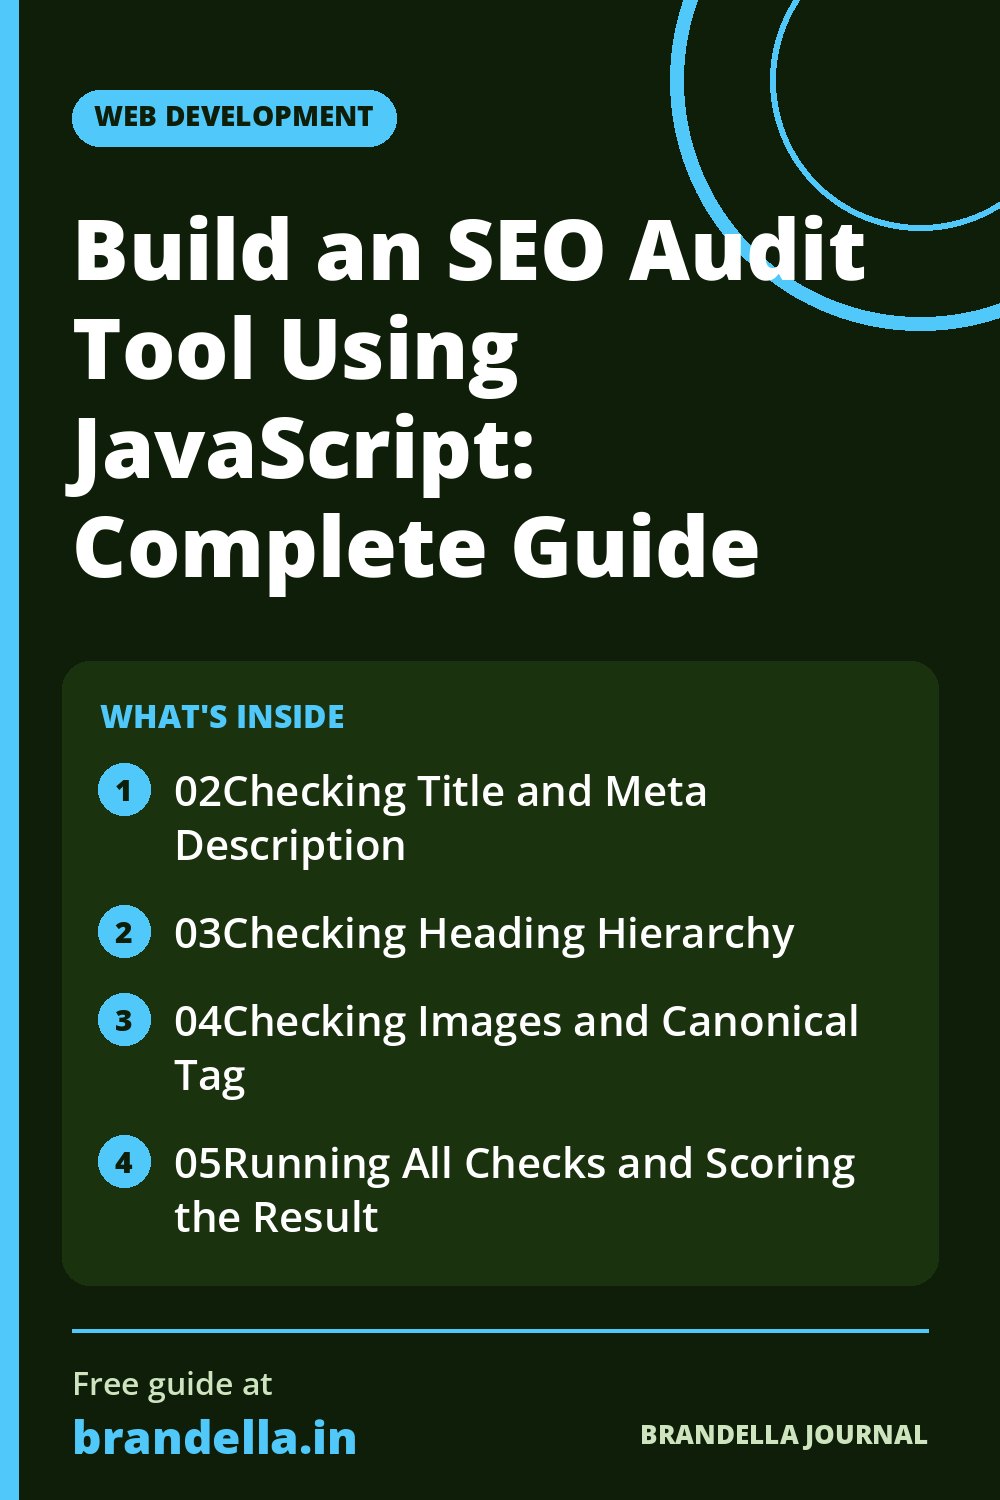 WEB DEVELOPMENT
Build an SEO Audit
Tool Using
JavaScript:
Complete Guide
WHAT'S INSIDE
1 02Checking Title and Meta
Description
2 03Checking Heading Hierarchy
3 04Checking Images and Canonical
Tag
4 05Running All Checks and Scoring
the Result
Free guide at
brandella.in
BRANDELLA JOURNAL